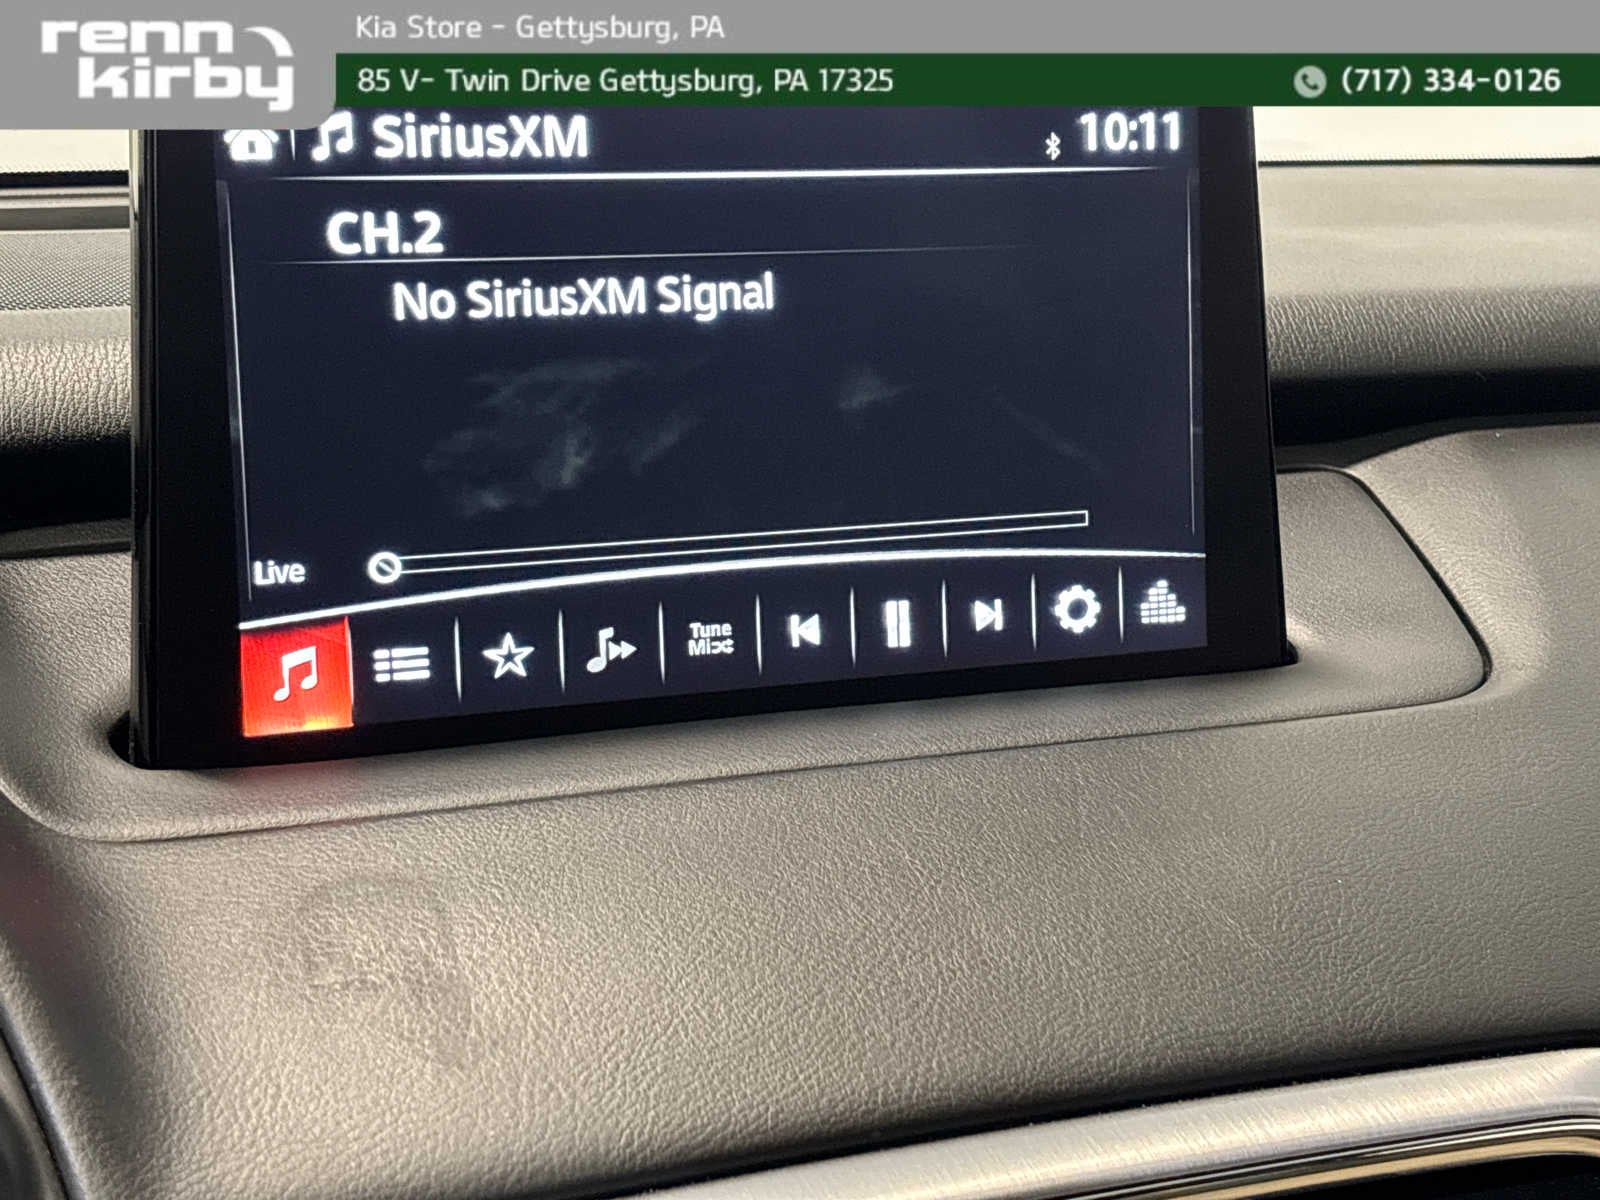 renn
kirby
Kia Store - Gettysburg, PA
85 V- Twin Drive Gettysburg, PA 17325
(717) 334-0126
SiriusXM
10:11
CH.2
No SiriusXM Signal
Live
Tune
Mix